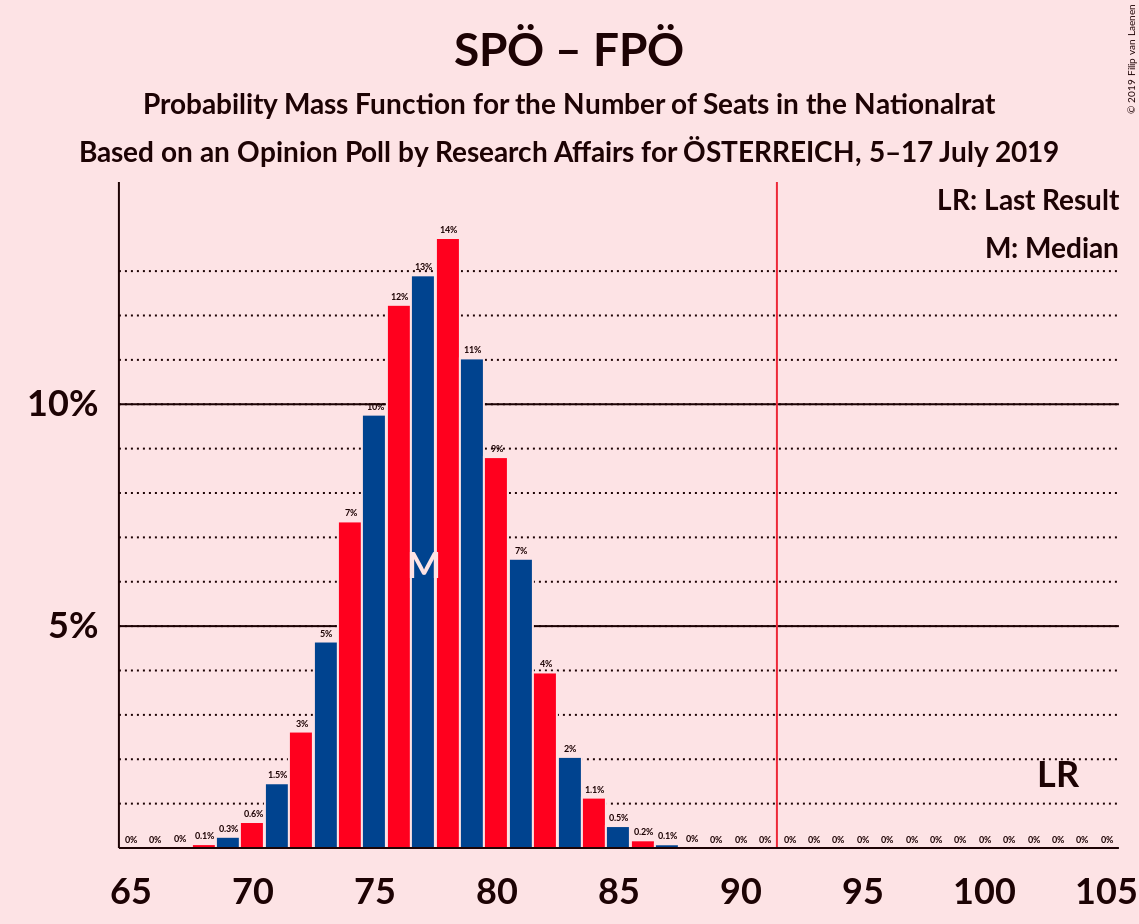 SPÖ – FPÖ
Probability Mass Function for the Number of Seats in the Nationalrat
Based on an Opinion Poll by Research Affairs for ÖSTERREICH, 5–17 July 2019
© 2019 Filip van Laenen
LR: Last Result
M: Median
10%
5%
0% 0% 0% 0.1% 0.3% 0.6% 1.5% 3% 5% 7% 10% 12% 13% 14% 11% 9% 7% 4% 2% 1.1% 0.5% 0.2% 0.1% 0% 0% 0% 0% 0% 0% 0% 0% 0% 0% 0% 0% 0% 0% 0% 0% 0% 0%
M
LR
65 70 75 80 85 90 95 100 105